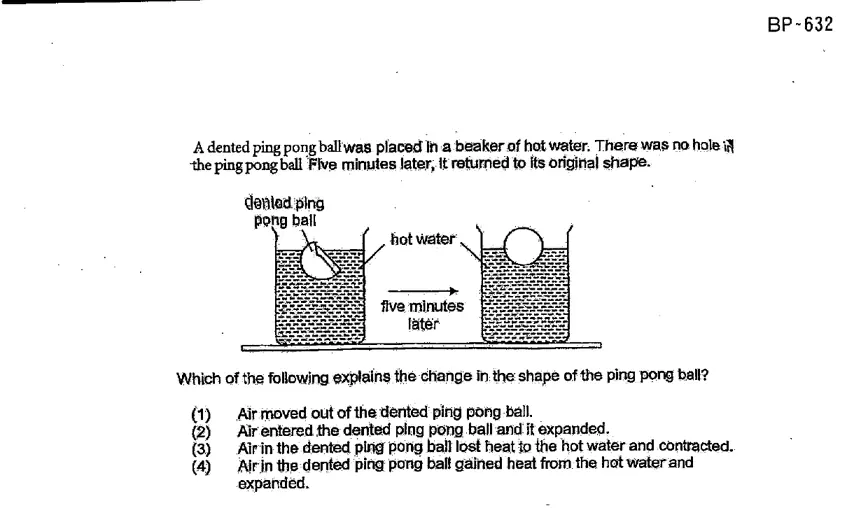 BP-632
A dented ping pong ball was placed in a beaker of hot water. There was no hole in
the ping pong ball Five minutes later, it returned to its original shape.
dented ping
pong ball
hot water
five minutes
later
Which of the following explains the change in the shape of the ping pong ball?
(1) Air moved out of the dented ping pong ball.
(2) Air entered the dented ping pong ball and it expanded.
(3) Air in the dented ping pong ball lost heat to the hot water and contracted.
(4) Air in the dented ping pong ball gained heat from the hot water and
expanded.